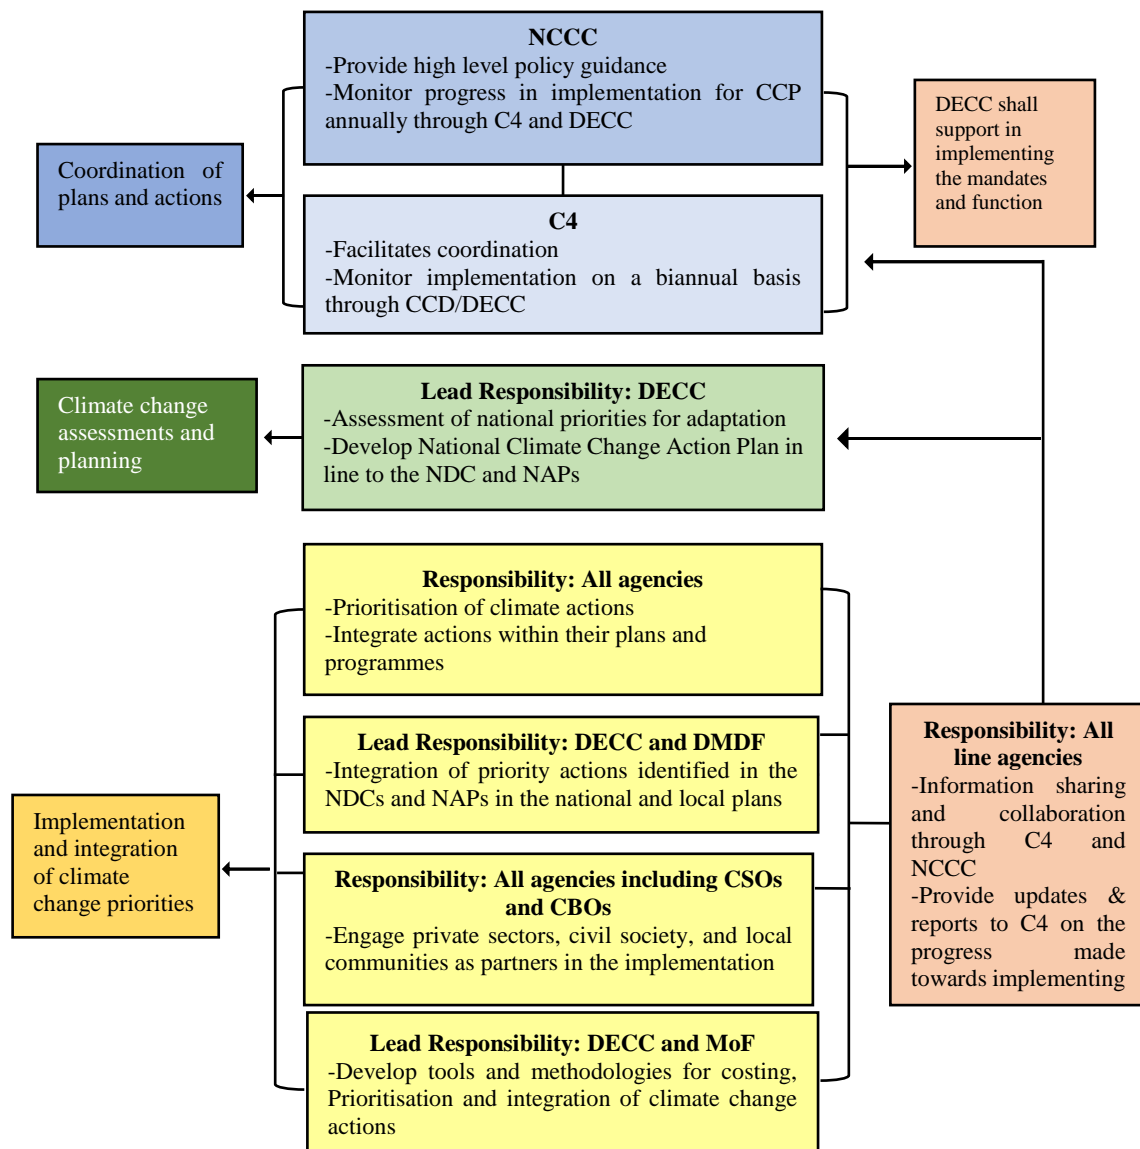 NCCC
-Provide high level policy guidance
-Monitor progress in implementation for CCP
annually through C4 and DECC
DECC shall
support in
implementing
the mandates
and function
Coordination of
plans and actions
C4
-Facilitates coordination
-Monitor implementation on a biannual basis
through CCD/DECC
Lead Responsibility: DECC
-Assessment of national priorities for adaptation
-Develop National Climate Change Action Plan in
line to the NDC and NAPs
Climate change
assessments and
planning
Responsibility: All agencies
-Prioritisation of climate actions
-Integrate actions within their plans and
programmes
Lead Responsibility: DECC and DMDF
-Integration of priority actions identified in the
NDCs and NAPs in the national and local plans
Implementation
and integration
of climate
change priorities
Responsibility: All agencies including CSOs
and CBOs
-Engage private sectors, civil society, and local
communities as partners in the implementation
Lead Responsibility: DECC and MoF
-Develop tools and methodologies for costing,
Prioritisation and integration of climate change
actions
Responsibility: All
line agencies
-Information sharing
and collaboration
through C4 and
NCCC
-Provide updates &
reports to C4 on the
progress made
towards implementing